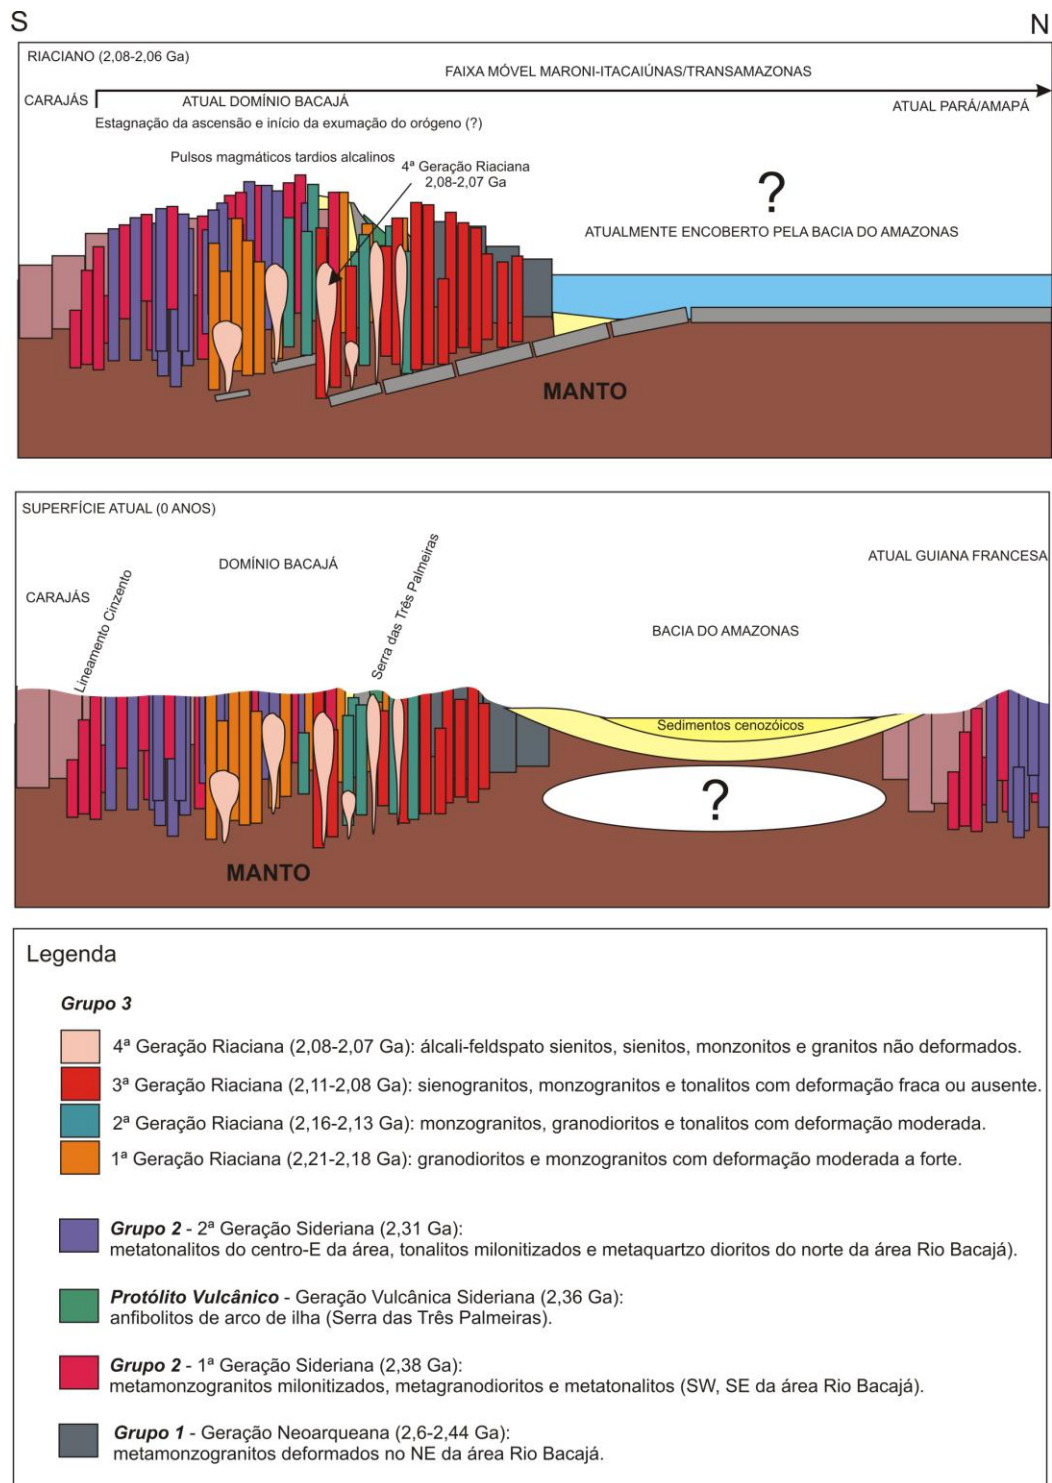 S
N
RIACIANO (2,08-2,06 Ga)
FAIXA MÓVEL MARONI-ITACAIÚNAS/TRANSAMAZONAS
CARAJÁS
ATUAL DOMÍNIO BACAJÁ
ATUAL PARÁ/AMAPÁ
Estagnação da ascensão e início da exumação do orógeno (?)
Pulsos magmáticos tardios alcalinos
4ª Geração Riaciana
2,08-2,07 Ga
?
ATUALMENTE ENCOBERTO PELA BACIA DO AMAZONAS
MANTO
SUPERFÍCIE ATUAL (0 ANOS)
CARAJÁS
Lineamento Cinzento
DOMÍNIO BACAJÁ
Serra das Três Palmeiras
ATUAL GUIANA FRANCESA
BACIA DO AMAZONAS
Sedimentos cenozóicos
?
MANTO
Legenda
Grupo 3
4ª Geração Riaciana (2,08-2,07 Ga): álcali-feldspato sienitos, sienitos, monzonitos e granitos não deformados.
3ª Geração Riaciana (2,11-2,08 Ga): sienogranitos, monzogranitos e tonalitos com deformação fraca ou ausente.
2ª Geração Riaciana (2,16-2,13 Ga): monzogranitos, granodioritos e tonalitos com deformação moderada.
1ª Geração Riaciana (2,21-2,18 Ga): granodioritos e monzogranitos com deformação moderada a forte.
Grupo 2 - 2ª Geração Sideriana (2,31 Ga):
metatonalitos do centro-E da área, tonalitos milonitizados e metaquartzo dioritos do norte da área Rio Bacajá).
Protólito Vulcânico - Geração Vulcânica Sideriana (2,36 Ga):
anfibolitos de arco de ilha (Serra das Três Palmeiras).
Grupo 2 - 1ª Geração Sideriana (2,38 Ga):
metamonzogranitos milonitizados, metagranodioritos e metatonalitos (SW, SE da área Rio Bacajá).
Grupo 1 - Geração Neoarqueana (2,6-2,44 Ga):
metamonzogranitos deformados no NE da área Rio Bacajá.